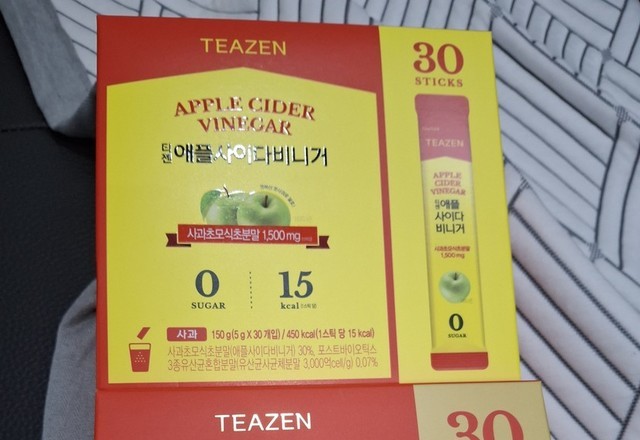 TEAZEN
30
STICKS
APPLE CIDER
VINEGAR
티젠 애플사이다비니거
사과초모식초분말 1,500 mg
0
SUGAR
15
kcal
사과
150 g(5 g X 30 개입) / 450 kcal(1스틱 당 15 kcal)
사과초모식초분말(애플사이다비니거) 30%, 포스트바이오틱스
3종유산균혼합분말(유산균사균체분말 3,000억cell/g) 0.07%
TEAZEN
APPLE
CIDER
VINEGAR
티젠 애플
사이다
비니거
사과초모식초분말
1,500 mg
0
SUGAR
TEAZEN
30